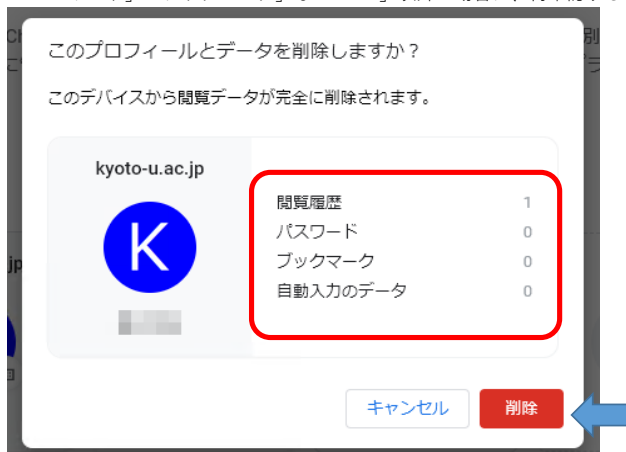 このプロフィールとデータを削除しますか？
このデバイスから閲覧データが完全に削除されます。
kyoto-u.ac.jp
K
閲覧履歴 1
パスワード 0
ブックマーク 0
自動入力のデータ 0
jp
キャンセル 削除